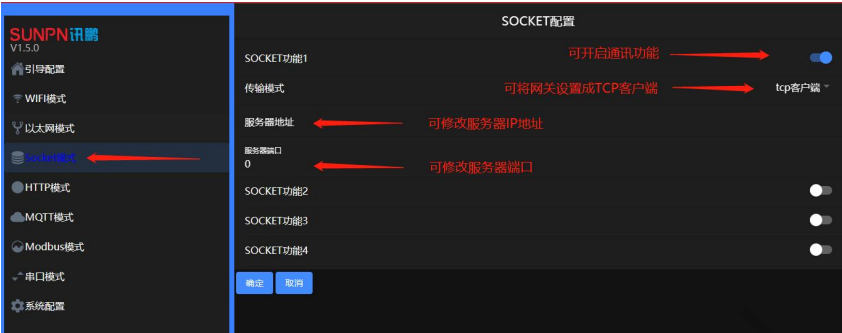 SUNPN讯鹏
V1.5.0
引导配置
WIFI模式
以太网模式
Socket模式
HTTP模式
MQTT模式
Modbus模式
串口模式
系统配置
SOCKET配置
SOCKET功能1 可开启通讯功能
传输模式 可将网关设置成TCP客户端 tcp客户端
服务器地址 可修改服务器IP地址
服务器端口
0 可修改服务器端口
SOCKET功能2
SOCKET功能3
SOCKET功能4
确定 取消